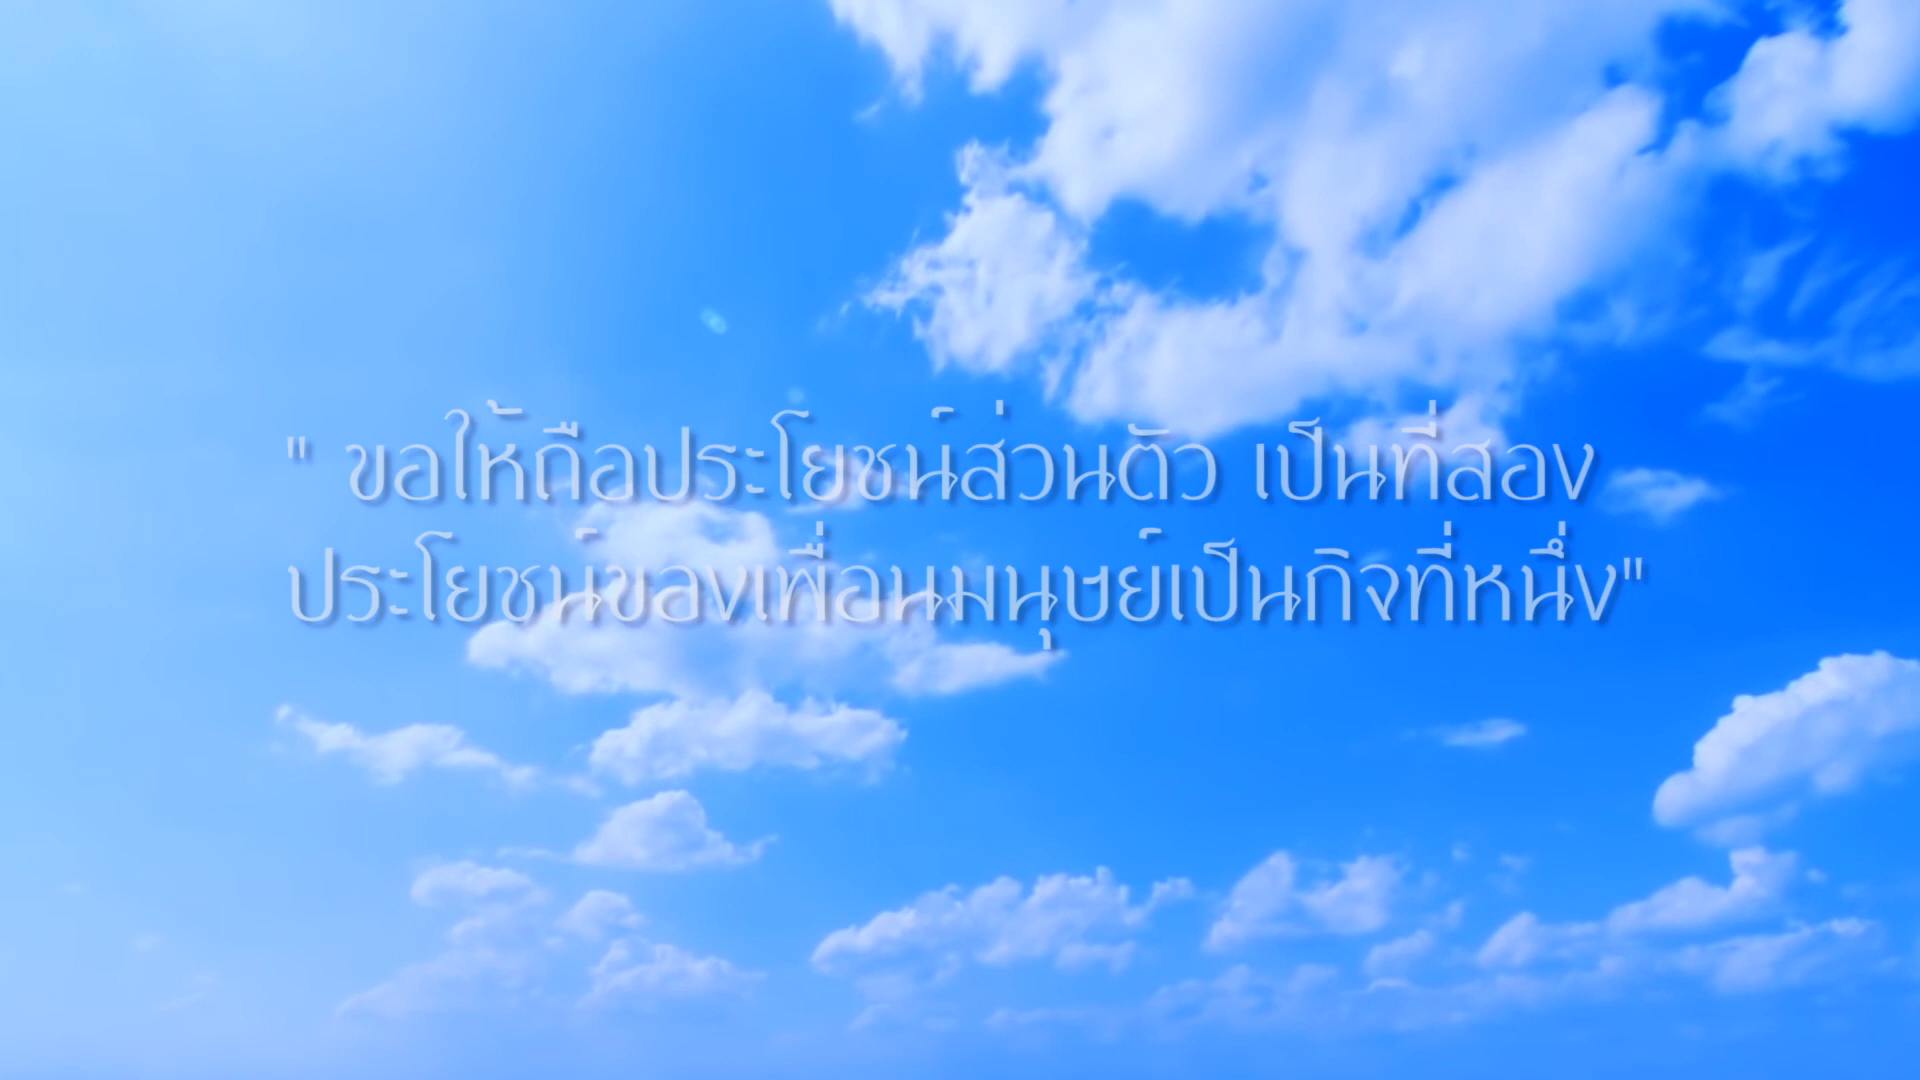 " ขอให้ถือประโยชน์ส่วนตัว เป็นที่สอง
ประโยชน์ของเพื่อนมนุษย์เป็นกิจที่หนึ่ง"